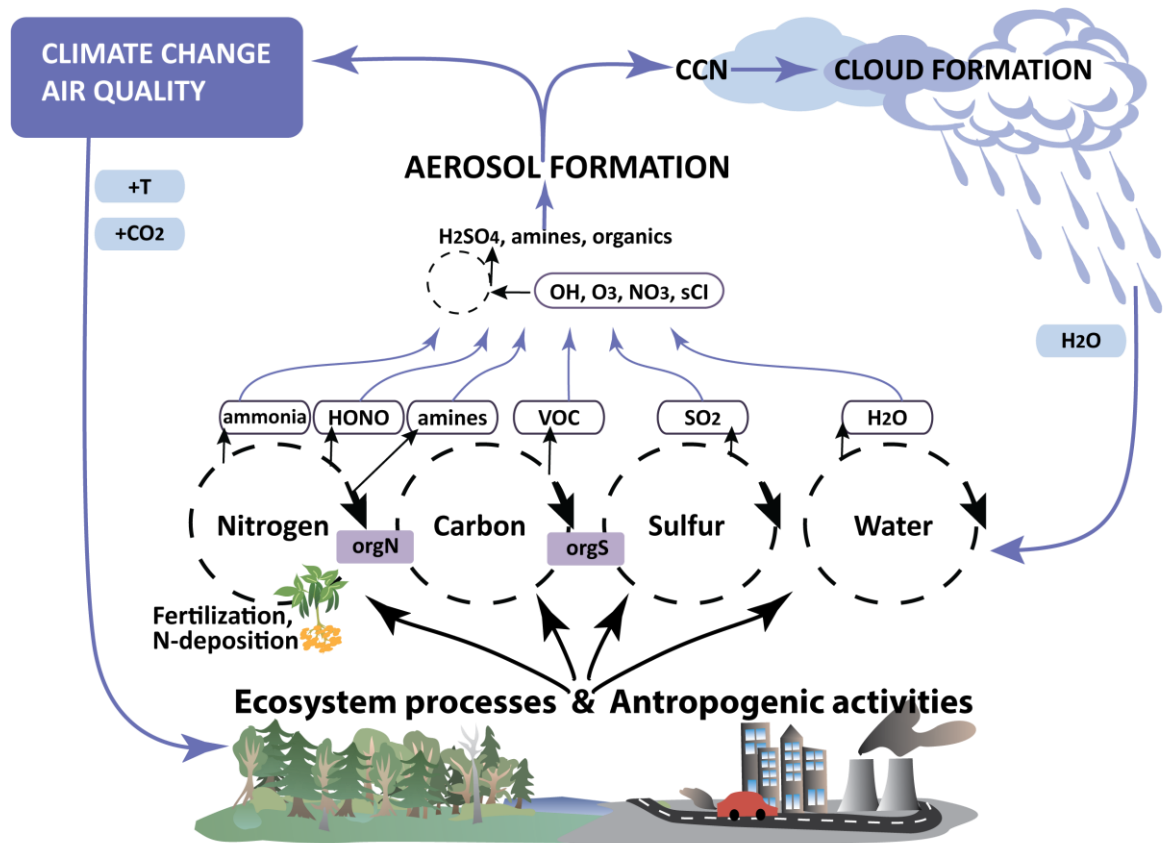 CLIMATE CHANGE
AIR QUALITY
CCN
CLOUD FORMATION
+T
+CO2
AEROSOL FORMATION
H2SO4, amines, organics
OH, O3, NO3, sCI
H2O
ammonia
HONO
amines
VOC
SO2
H2O
Nitrogen
Carbon
Sulfur
Water
orgN
orgS
Fertilization,
N-deposition
Ecosystem processes & Antropogenic activities